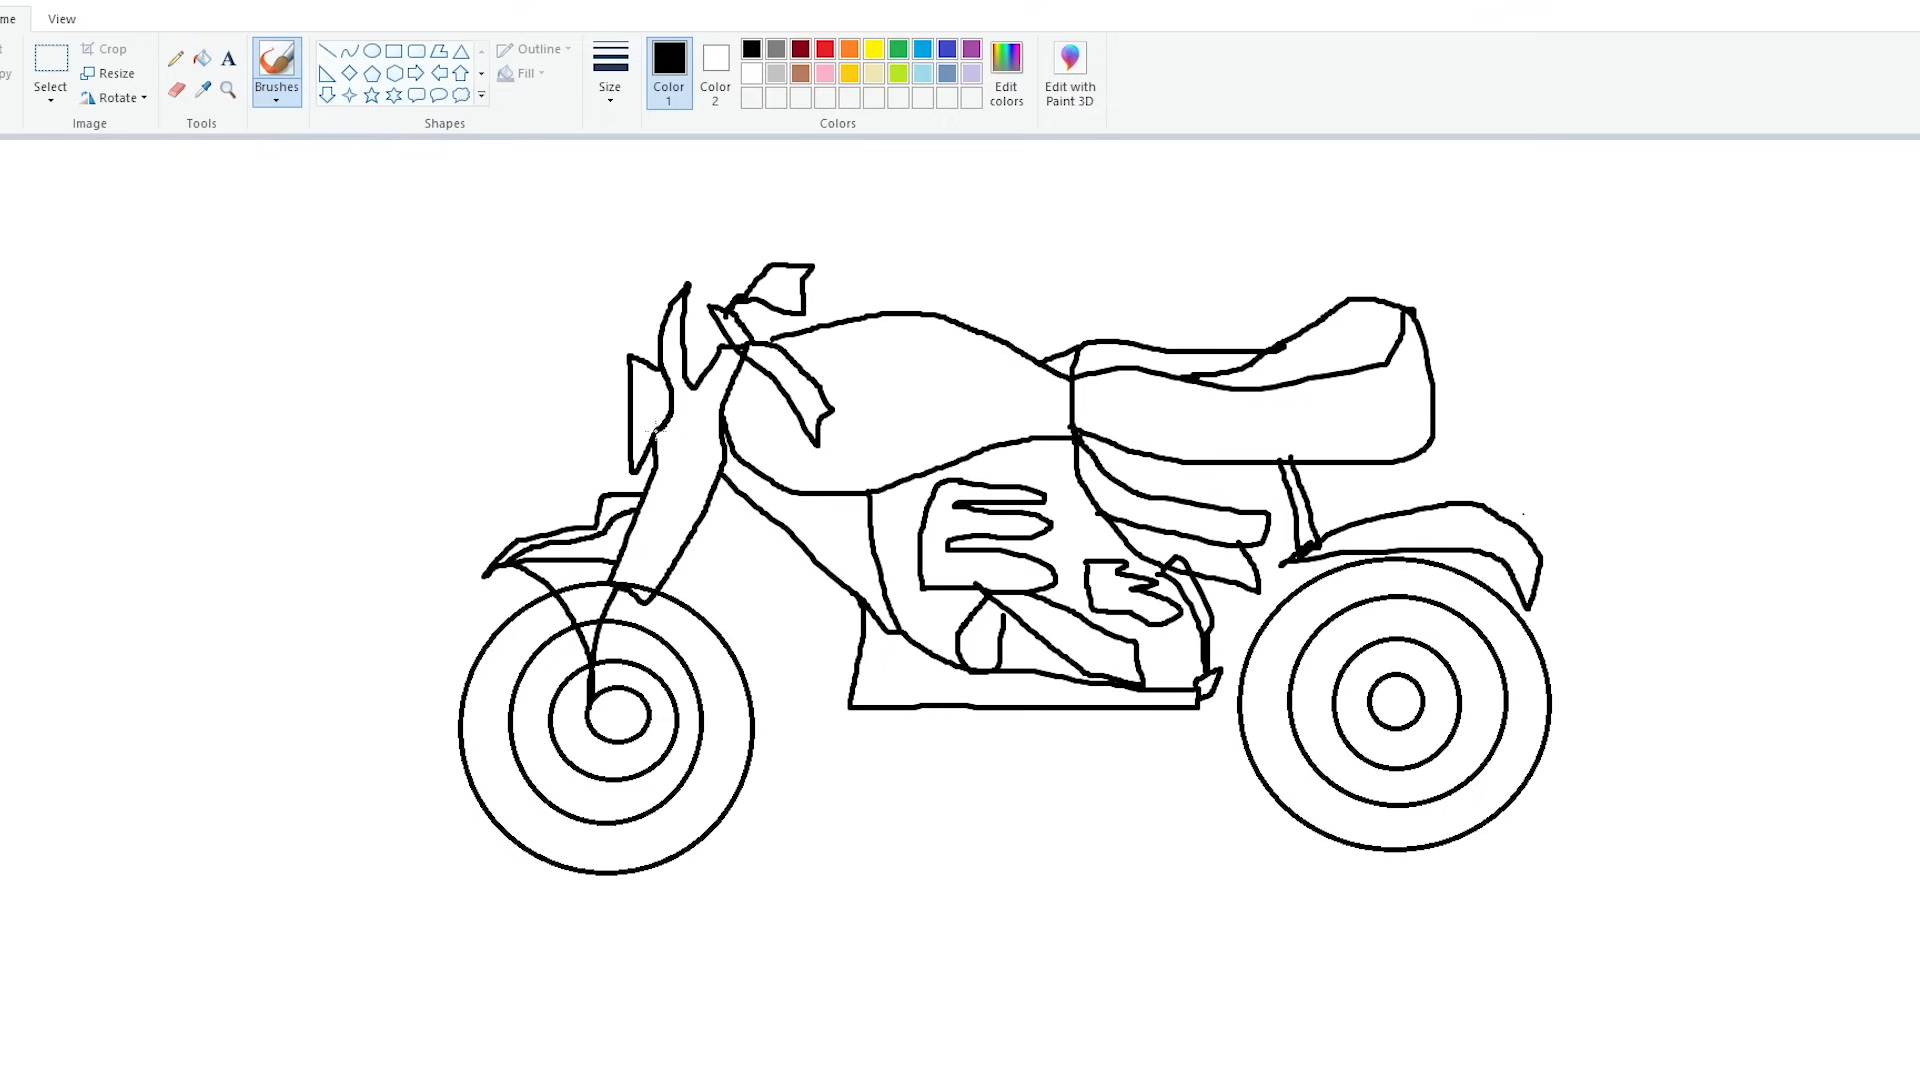 me
View
t
py
Select
Crop
Resize
Rotate
Image
A
Tools
Brushes
Shapes
Outline
Fill
Size
Color
1
Color
2
Colors
Edit
colors
Edit with
Paint 3D